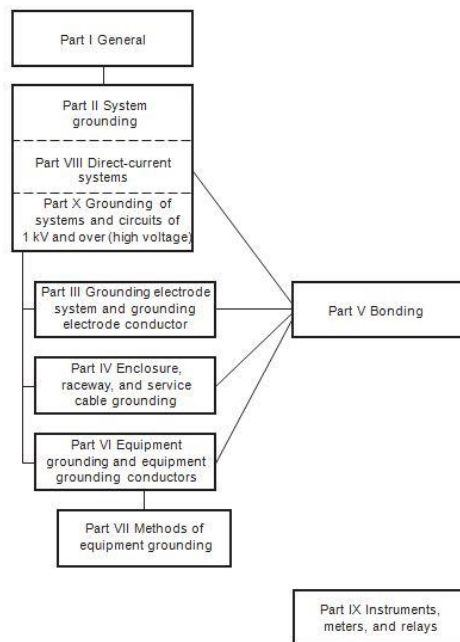 Part I General
Part II System
grounding
Part VIII Direct-current
systems
Part X Grounding of
systems and circuits of
1 kV and over (high voltage)
Part III Grounding electrode
system and grounding
electrode conductor
Part V Bonding
Part IV Enclosure,
raceway, and service
cable grounding
Part VI Equipment
grounding and equipment
grounding conductors
Part VII Methods of
equipment grounding
Part IX Instruments,
meters, and relays